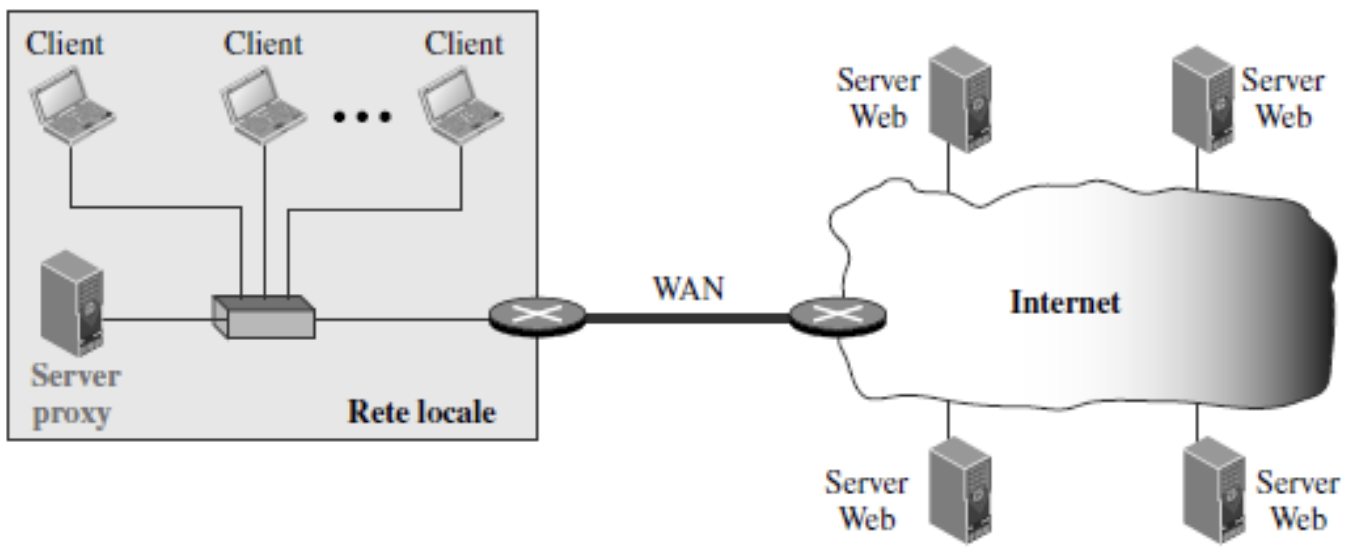 Client
Client
Client
Server
proxy
Rete locale
WAN
Internet
Server
Web
Server
Web
Server
Web
Server
Web